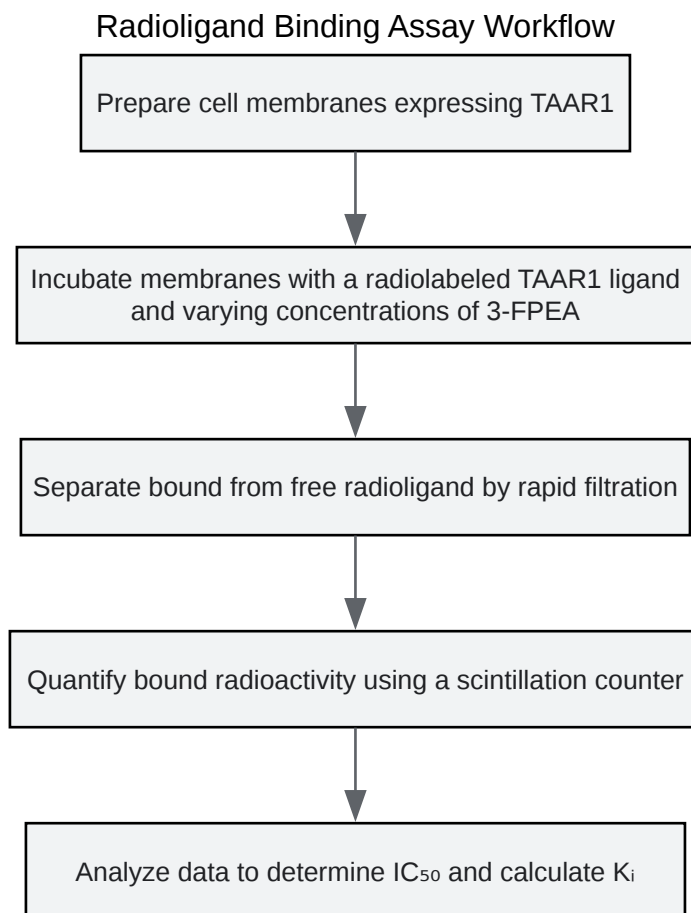 Radioligand Binding Assay Workflow
Prepare cell membranes expressing TAAR1
Incubate membranes with a radiolabeled TAAR1 ligand
and varying concentrations of 3-FPEA
Separate bound from free radioligand by rapid filtration
Quantify bound radioactivity using a scintillation counter
Analyze data to determine IC₅₀ and calculate Kᵢ